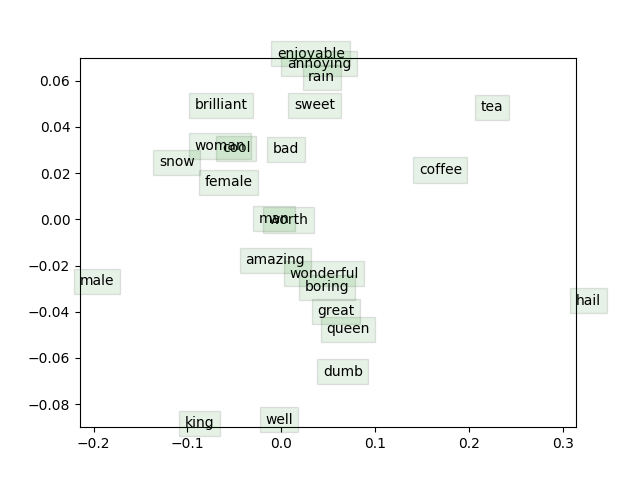 enjoyable
annoying
0.06
rain
brilliant
sweet
tea
0.04
woman
cool
bad
snow
0.02
coffee
female
0.00
man
worth
amazing
−0.02
wonderful
male
boring
hail
−0.04
great
queen
−0.06
dumb
−0.08
king
well
−0.2 −0.1 0.0 0.1 0.2 0.3